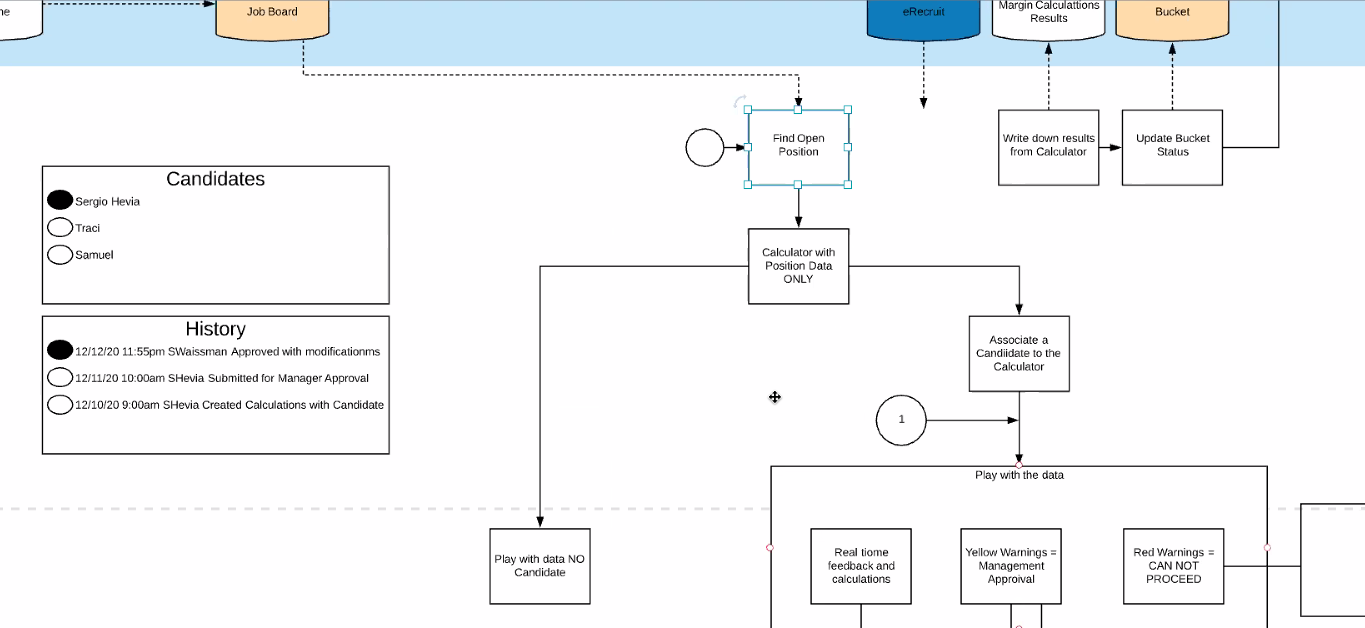 ne
Job Board
eRecruit
Margin Calculattions
Results
Bucket
Find Open
Position
Write down results
from Calculator
Update Bucket
Status
Candidates
Sergio Hevia
Traci
Samuel
Calculator with
Position Data
ONLY
History
12/12/20 11:55pm SWaissman Approved with modificationms
12/11/20 10:00am SHevia Submitted for Manager Approval
12/10/20 9:00am SHevia Created Calculations with Candidate
Associate a
Candiidate to the
Calculator
1
Play with the data
Play with data NO
Candidate
Real tiome
feedback and
calculations
Yellow Warnings =
Management
Approival
Red Warnings =
CAN NOT
PROCEED